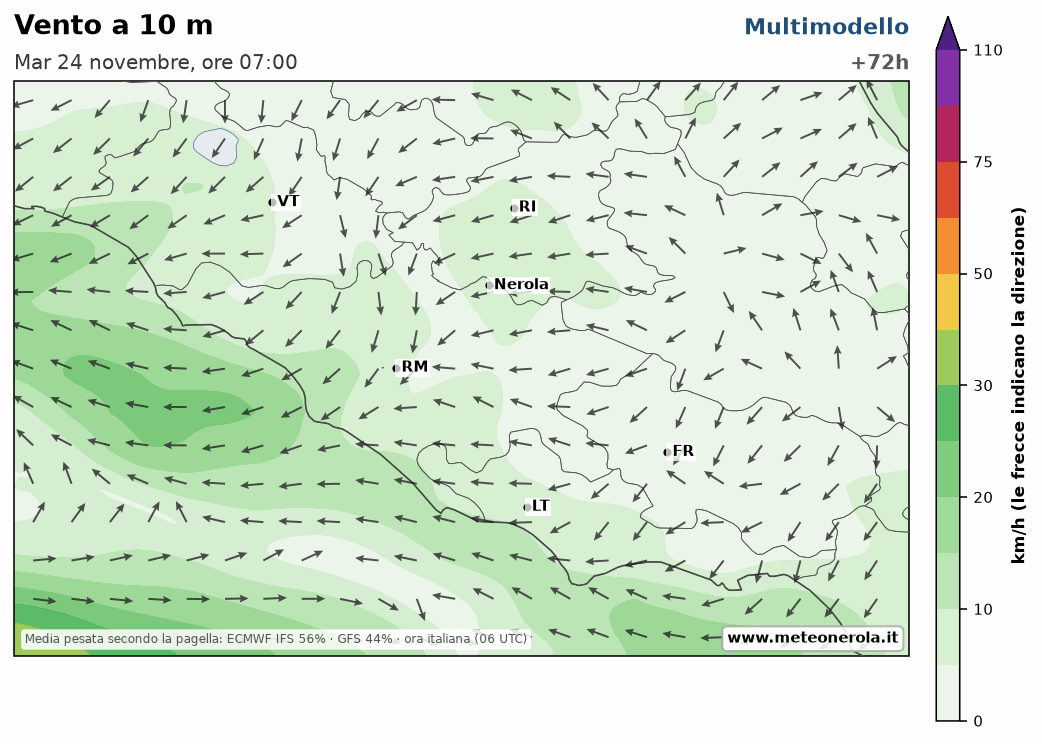 Vento a 10 m
Multimodello
Mar 24 novembre, ore 07:00
+72h
110
75
50
30
20
10
0
km/h (le frecce indicano la direzione)
VT
RI
Nerola
RM
FR
LT
Media pesata secondo la pagella: ECMWF IFS 56% · GFS 44% · ora italiana (06 UTC)
www.meteonerola.it